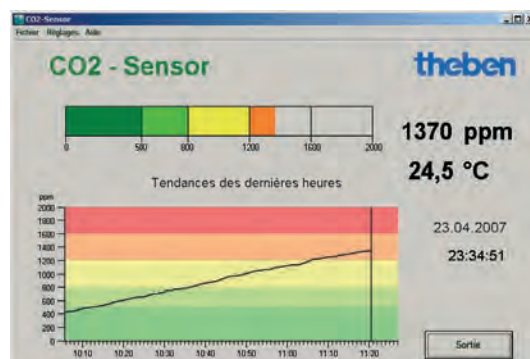 CO2-Sensor
Fichier Réglages Aide
CO2 - Sensor
theben
0 500 800 1200 1600 2000
1370 ppm
24,5 °C
Tendances des dernières heures
ppm
2000
1800
1600
1400
1200
1000
800
600
400
200
0
10:10 10:20 10:30 10:40 10:50 11:00 11:10 11:20
23.04.2007
23:34:51
Sortie